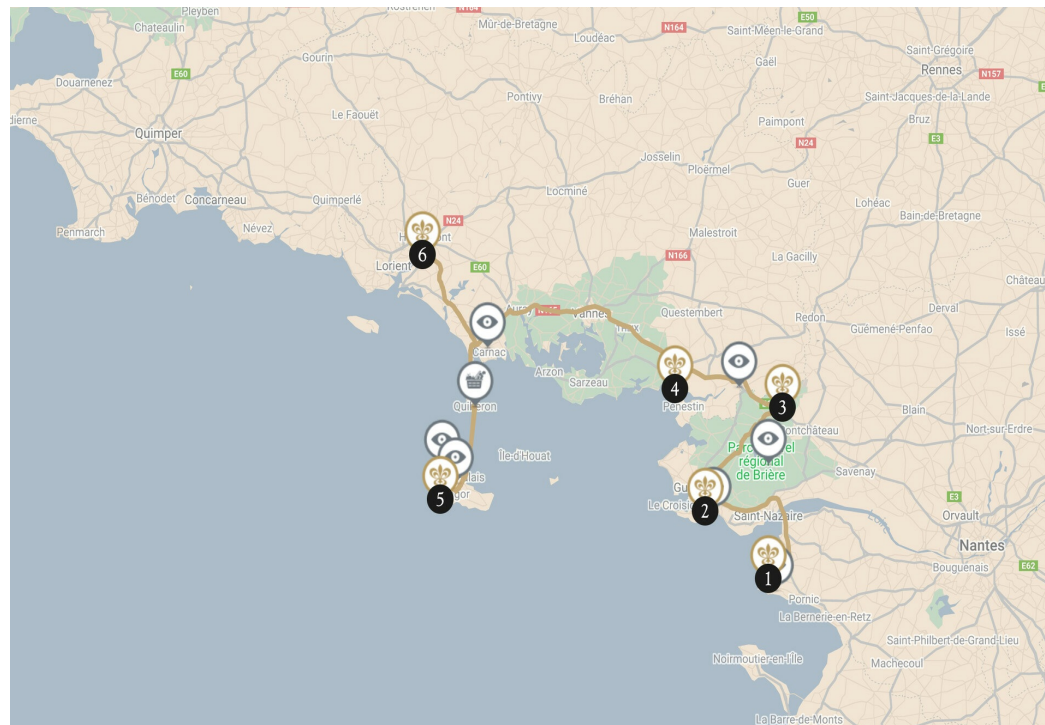 Rostrenen
N164
E50
Pleyben
Mûr-de-Bretagne
Saint-Méen-le-Grand
Châteaulin
Loudéac
N164
Saint-Grégoire
Gourin
Gaël
Rennes
E60
N157
Douarnenez
Pontivy
Bréhan
Saint-Jacques-de-la-Lande
Le Faouët
Paimpont
Bruz
Quimper
E3
N24
Josselin
Ploërmel
Guer
Locminé
Bénodet
Concarneau
Quimperlé
Lohéac
Penmarch
Névez
N24
Malestroit
Bain-de-Bretagne
6
Lorient
E60
N166
La Gacilly
Derval
Vannes
Questembert
Redon
Issé
Guémené-Penfao
Carnac
Arzon
Sarzeau
4
Pénestin
3
Blain
Quiberon
Nort-sur-Erdre
Île-d'Houat
régional
de Brière
Savenay
5
2
Le Croisic
Saint-Nazaire
E3
Orvault
Nantes
1
Bouguenais
E62
Pornic
La Bernerie-en-Retz
Saint-Philbert-de-Grand-Lieu
Noirmoutier-en-l'Île
Machecoul
La Barre-de-Monts